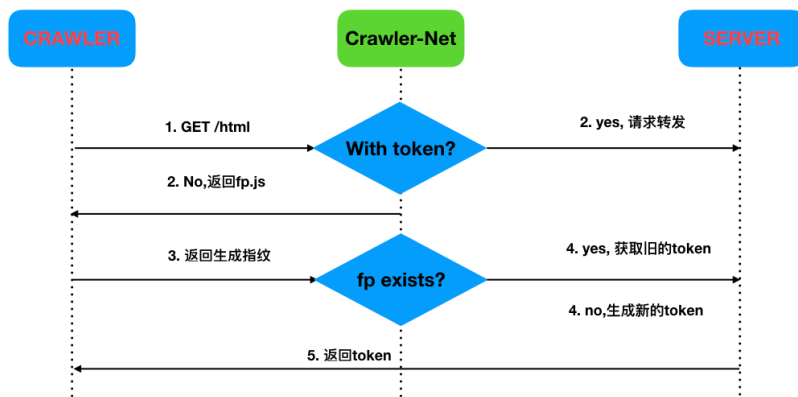 CRAWLER
Crawler-Net
SERVER
1. GET /html
With token?
2. yes, 请求转发
2. No,返回fp.js
3. 返回生成指纹
fp exists?
4. yes, 获取旧的token
4. no,生成新的token
5. 返回token